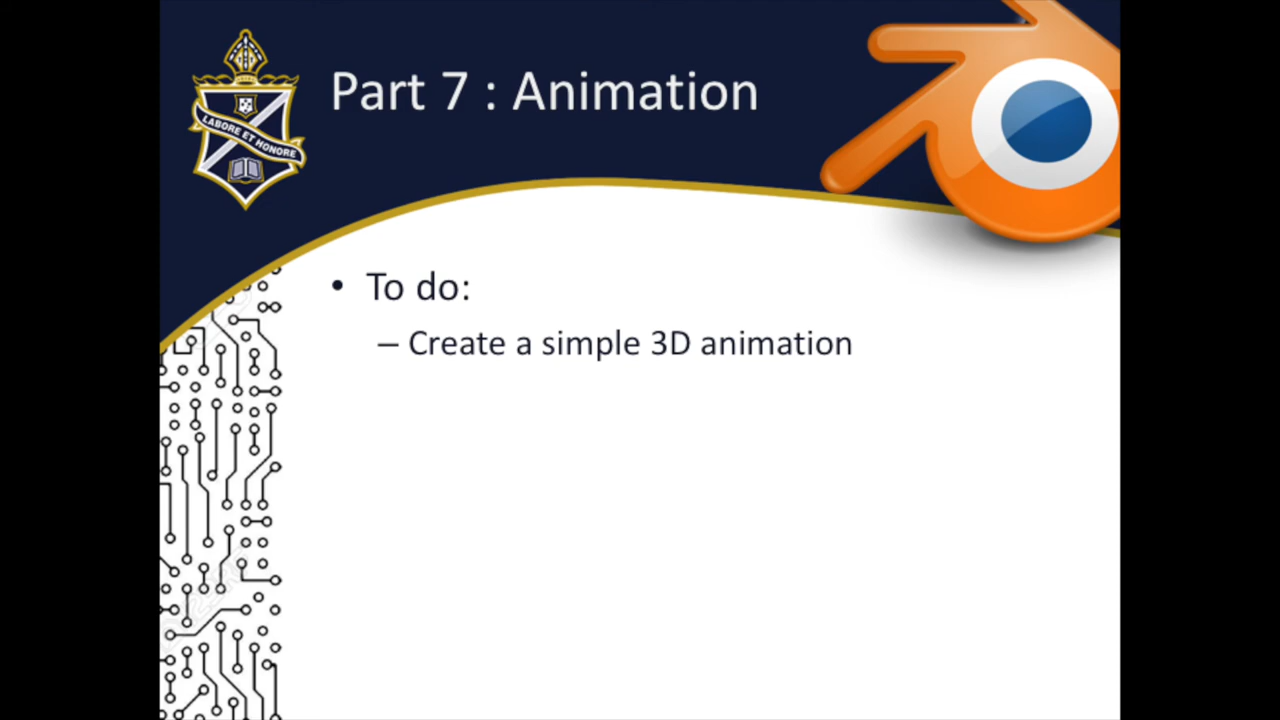 Part 7 : Animation
LABORE ET HONORE
• To do:
– Create a simple 3D animation